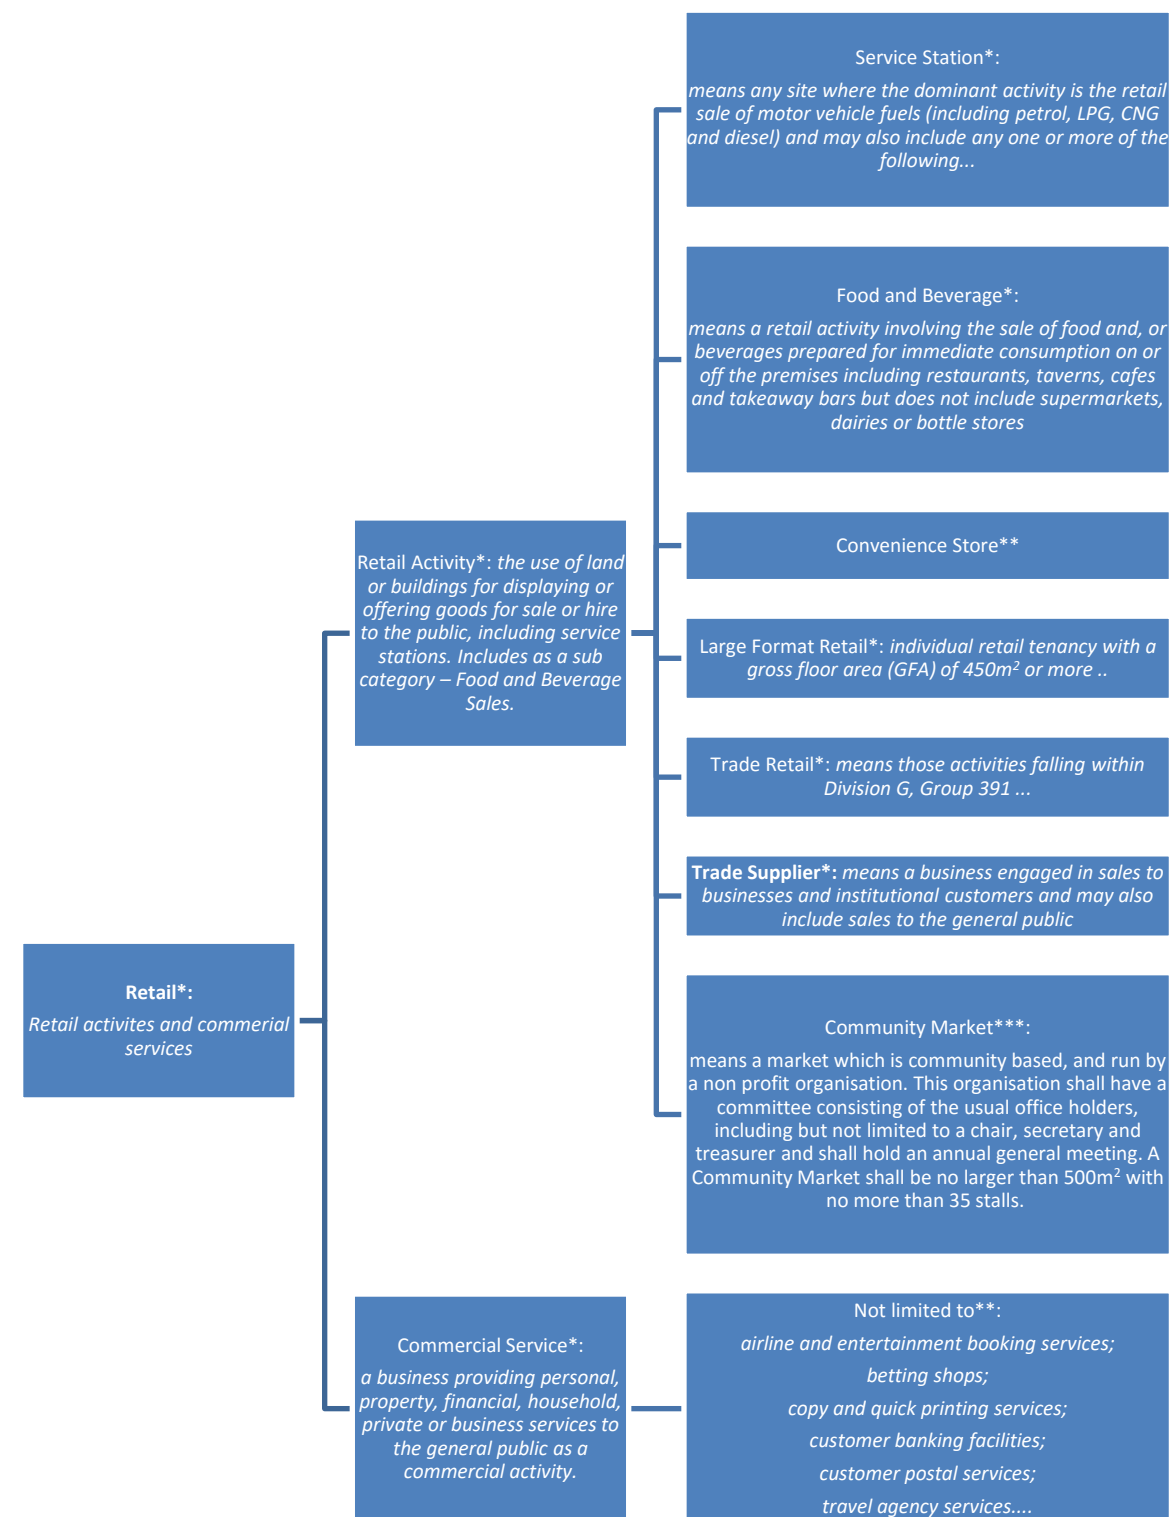 Service Station*:
means any site where the dominant activity is the retail
sale of motor vehicle fuels (including petrol, LPG, CNG
and diesel) and may also include any one or more of the
following...
Food and Beverage*:
means a retail activity involving the sale of food and, or
beverages prepared for immediate consumption on or
off the premises including restaurants, taverns, cafes
and takeaway bars but does not include supermarkets,
dairies or bottle stores
Convenience Store**
Retail Activity*: the use of land
or buildings for displaying or
offering goods for sale or hire
to the public, including service
stations. Includes as a sub
category – Food and Beverage
Sales.
Large Format Retail*: individual retail tenancy with a
gross floor area (GFA) of 450m² or more ..
Trade Retail*: means those activities falling within
Division G, Group 391 ...
Trade Supplier*: means a business engaged in sales to
businesses and institutional customers and may also
include sales to the general public
Retail*:
Retail activites and commerial
services
Community Market***:
means a market which is community based, and run by
a non profit organisation. This organisation shall have a
committee consisting of the usual office holders,
including but not limited to a chair, secretary and
treasurer and shall hold an annual general meeting. A
Community Market shall be no larger than 500m² with
no more than 35 stalls.
Commercial Service*:
a business providing personal,
property, financial, household,
private or business services to
the general public as a
commercial activity.
Not limited to**:
airline and entertainment booking services;
betting shops;
copy and quick printing services;
customer banking facilities;
customer postal services;
travel agency services....